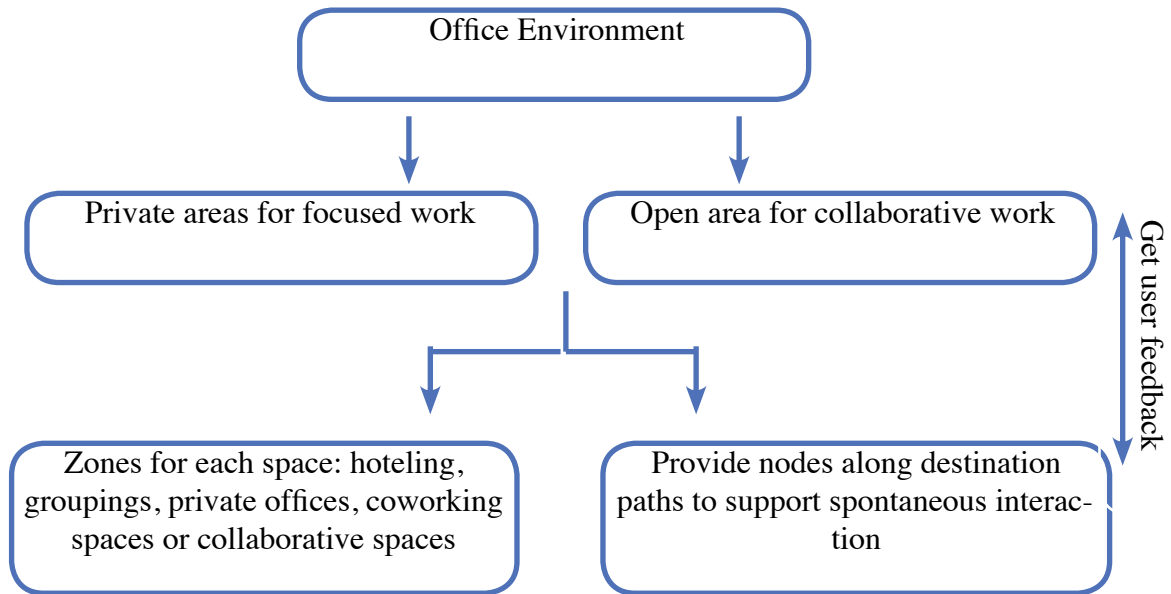 Office Environment
Private areas for focused work
Open area for collaborative work
Get user feedback
Zones for each space: hoteling,
groupings, private offices, coworking
spaces or collaborative spaces
Provide nodes along destination
paths to support spontaneous interac-
tion